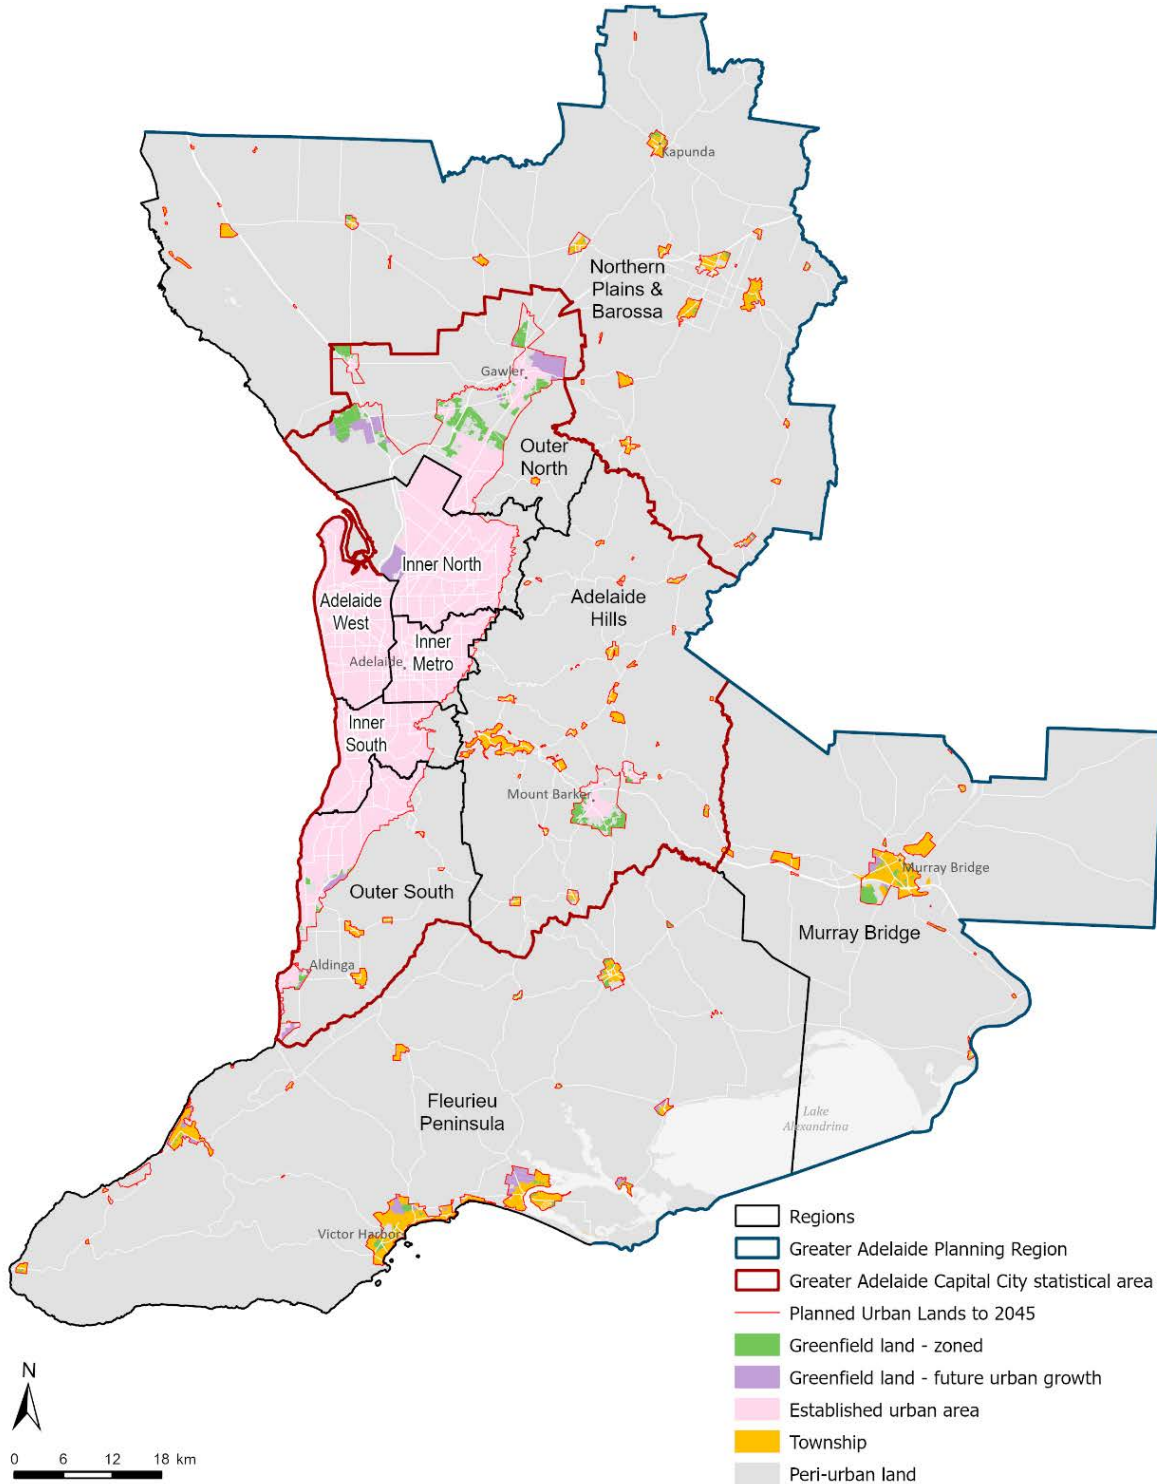 Kapunda
Northern
Plains &
Barossa
Gawler
Outer
North
Inner North
Adelaide
West
Adelaide
Hills
Inner
Metro
Adelaide
Inner
South
Mount Barker
Murray Bridge
Outer South
Murray Bridge
Aldinga
Fleurieu
Peninsula
Lake
Alexandrina
Victor Harbor
Regions
Greater Adelaide Planning Region
Greater Adelaide Capital City statistical area
Planned Urban Lands to 2045
Greenfield land - zoned
Greenfield land - future urban growth
Established urban area
Township
Peri-urban land
N
0 6 12 18 km